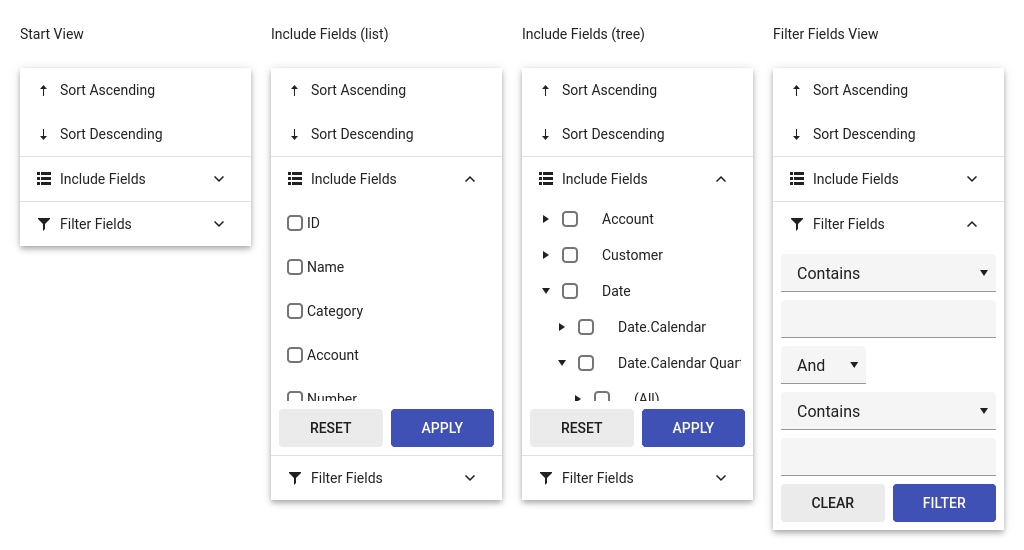 Start View
Sort Ascending
Sort Descending
Include Fields
Filter Fields
Include Fields (list)
Sort Ascending
Sort Descending
Include Fields
ID
Name
Category
Account
Number
RESET APPLY
Filter Fields
Include Fields (tree)
Sort Ascending
Sort Descending
Include Fields
Account
Customer
Date
Date.Calendar
Date.Calendar Quar
(All)
RESET APPLY
Filter Fields
Filter Fields View
Sort Ascending
Sort Descending
Include Fields
Filter Fields
Contains
And
Contains
CLEAR FILTER